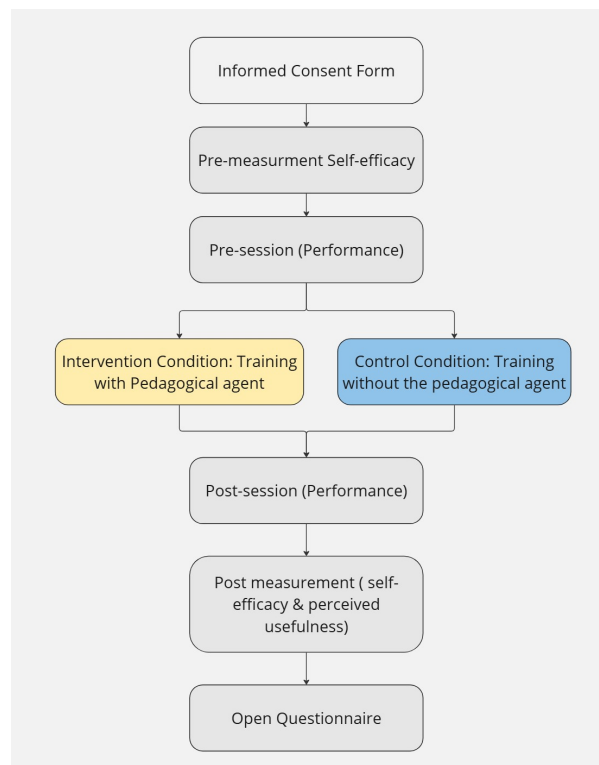 Informed Consent Form
Pre-measurment Self-efficacy
Pre-session (Performance)
Intervention Condition: Training
with Pedagogical agent
Control Condition: Training
without the pedagogical agent
Post-session (Performance)
Post measurement ( self-
efficacy & perceived
usefulness)
Open Questionnaire